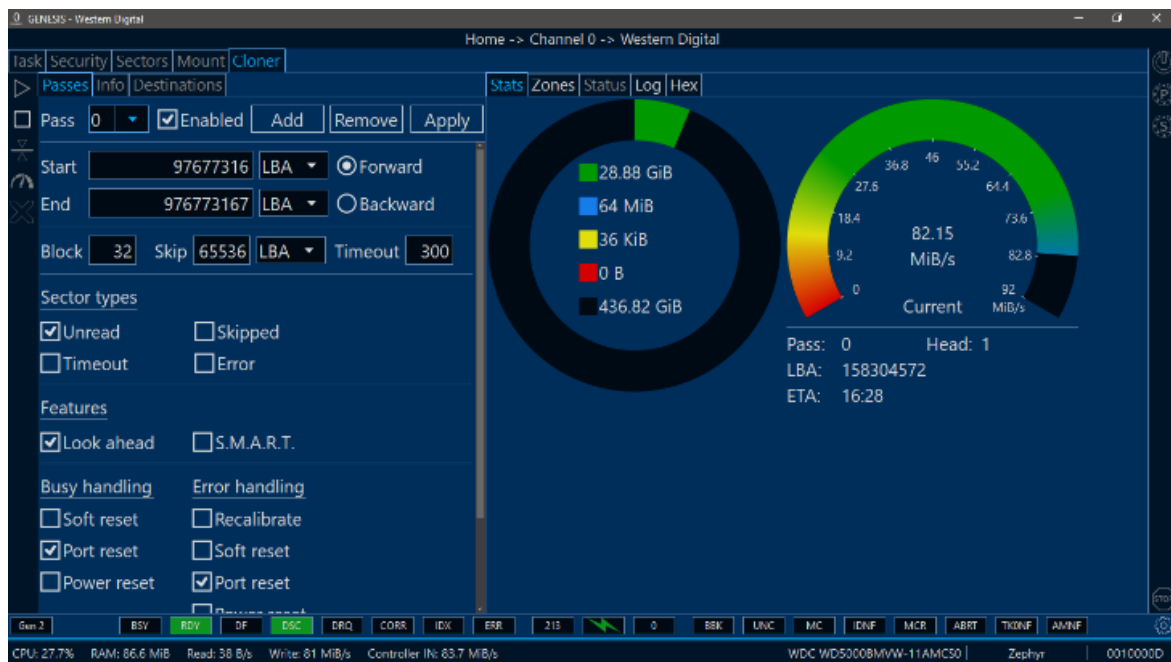 GENESIS - Western Digital
Home -> Channel 0 -> Western Digital
Task Security Sectors Mount Cloner
Passes Info Destinations
Stats Zones Status Log Hex
Pass 0 Enabled Add Remove Apply
Start 97677316 LBA Forward
End 976773167 LBA Backward
Block 32 Skip 65536 LBA Timeout 300
Sector types
Unread Skipped
Timeout Error
Features
Look ahead S.M.A.R.T.
Busy handling Error handling
Soft reset Recalibrate
Port reset Soft reset
Power reset Port reset
Power reset
28.88 GiB
64 MiB
36 KiB
0 B
436.82 GiB
0
9.2
18.4
27.6
36.8
46
55.2
64.4
73.6
82.8
92
MiB/s
82.15
MiB/s
Current
Pass: 0 Head: 1
LBA: 158304572
ETA: 16:28
P
S
STOP
Gen 2 BSY RDY DF DSC DRQ CORR IDX ERR 213 0 BBK UNC MC IDNF MCR ABRT TK0NF AMNF
CPU: 27.7% RAM: 86.6 MiB Read: 38 B/s Write: 81 MiB/s Controller IN: 83.7 MiB/s WDC WD5000BMVW-11AMCS0 Zephyr 0010000D